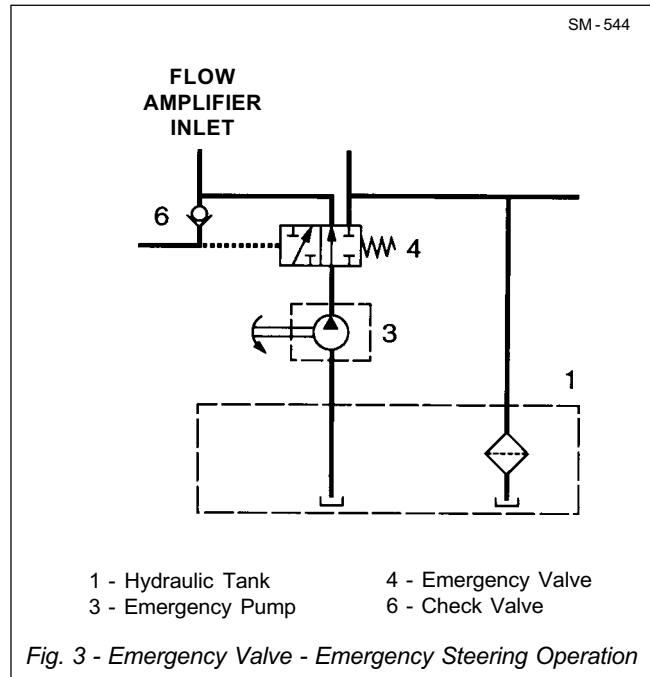 SM - 544
FLOW
AMPLIFIER
INLET
6
4
3
1
1 - Hydraulic Tank
4 - Emergency Valve
3 - Emergency Pump
6 - Check Valve
Fig. 3 - Emergency Valve - Emergency Steering Operation